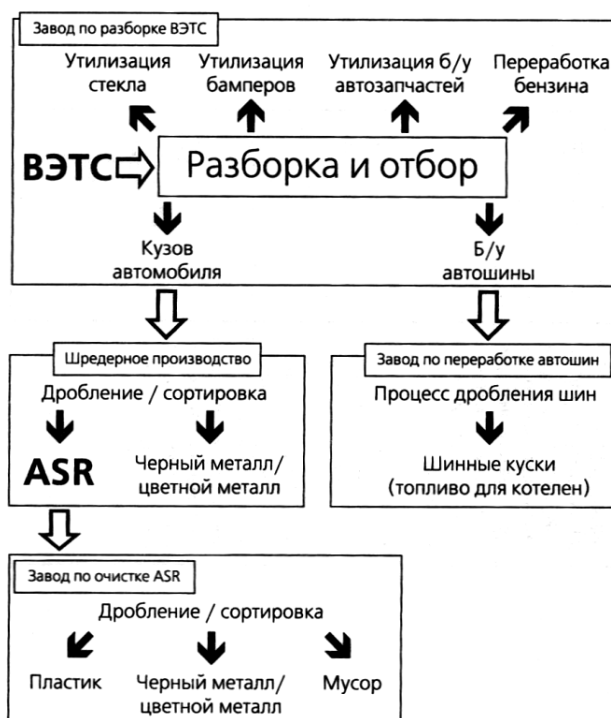 Завод по разборке ВЭТС
Утилизация
стекла
Утилизация
бамперов
Утилизация б/у
автозапчастей
Переработка
бензина
ВЭТС
Разборка и отбор
Кузов
автомобиля
Б/у
автошины
Шредерное производство
Дробление / сортировка
ASR
Черный металл/
цветной металл
Завод по переработке автошин
Процесс дробления шин
Шинные куски
(топливо для котелен)
Завод по очистке ASR
Дробление / сортировка
Пластик
Черный металл/
цветной металл
Мусор